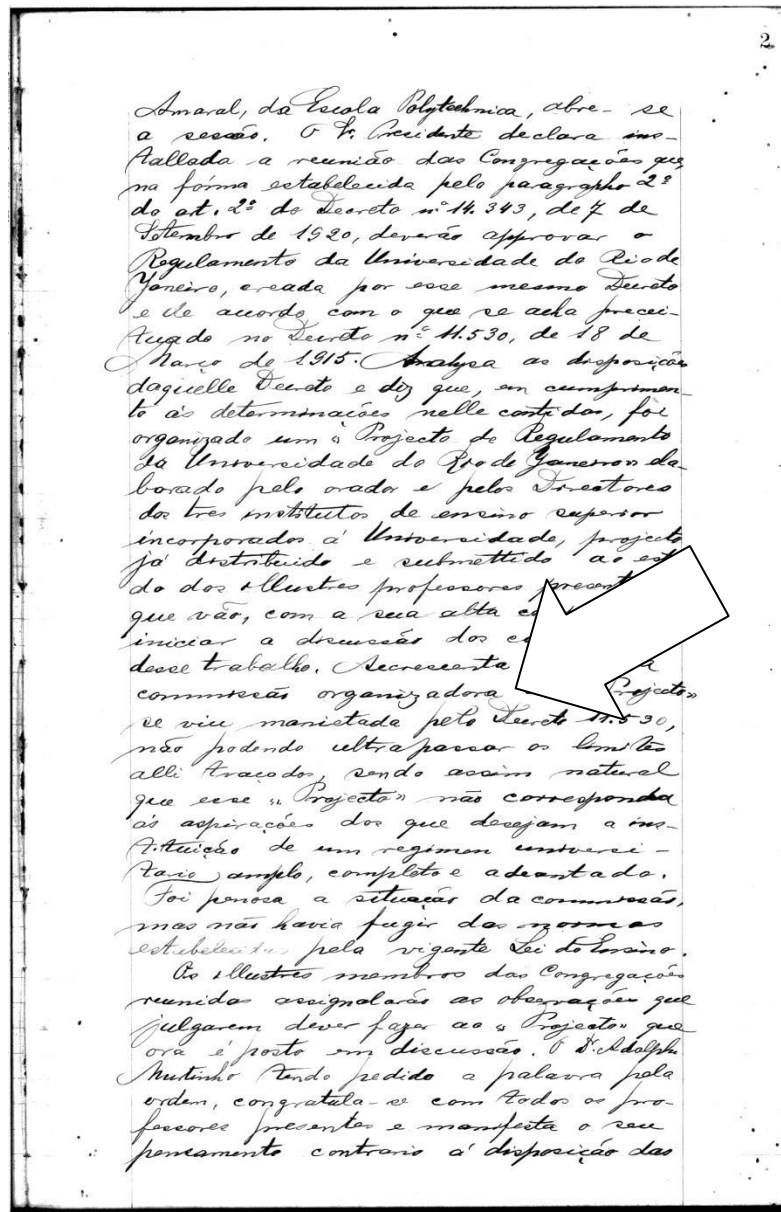 2
Amaral, da Escola Polytechnica, abre-se
a sessão. O Sr. Presidente declara ins-
tallada a reunião das Congregações que,
na fórma estabelecida pelo paragrapho 2º
do art. 2º do Decreto nº 14.343, de 7 de
Setembro de 1920, deverão approvar o
Regulamento da Universidade do Rio de
Janeiro, creada por esse mesmo Decreto
e de accordo com o que se acha precei-
tuado no Decreto nº 11.530, de 18 de
Março de 1915. Analysa as disposições
daquelle Decreto e diz que, em cumprimen-
to ás determinações nelle contidas, foi
organizado um "Projecto de Regulamento
da Universidade do Rio de Janeiro" ela-
borado pelo orador e pelos Directores
dos tres institutos de ensino superior
incorporados á Universidade, projecto
já distribuido e submettido ao
do dos illustres professores
que vão, com a sua alta
iniciar a discussão dos
desse trabalho. Accrescenta
commissão organizadora Projecto»
se viu manietada pelo Decreto 11.530,
não podendo ultrapassar os limites
alli traçados, sendo assim natural
que esse «Projecto» não corresponda
ás aspirações dos que desejam a ins-
tituição de um regimen universi-
tario amplo, completo e adeantado.
Foi penosa a situação da commissão,
mas não havia fugir das normas
estabelecidas pela vigente Lei do Ensino.
Os illustres membros das Congregações
reunidas assignalarão as observações que
julgarem dever fazer ao «Projecto» que
ora é posto em discussão. O Dr. Adolpho
Murtinho tendo pedido a palavra pela
ordem, congratula-se com todos os pro-
fessores presentes e manifesta o seu
pensamento contrario á disposição das